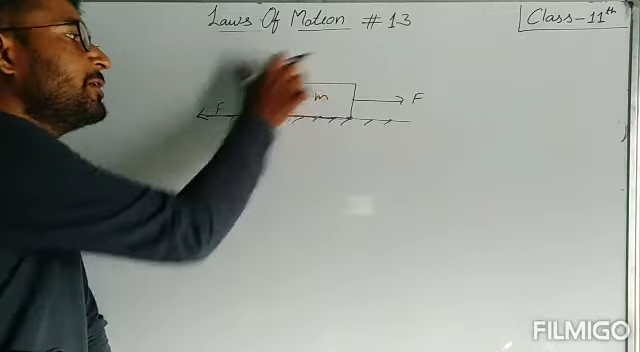 Laws Of Motion # 13
Class-11th
m
F
f
FILMIGO